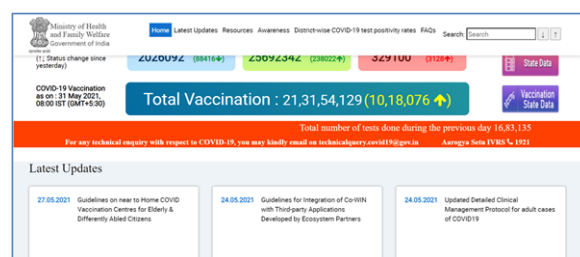 Ministry of Health
and Family Welfare
Government of India
Home Latest Updates Resources Awareness District-wise COVID-19 test positivity rates FAQs Search: Search
(↑↓ Status change since
yesterday)
2026092 (88416↓) 25692342 (238022↑) 329100 (3128↑)
State Data
COVID-19 Vaccination
as on : 31 May 2021,
08:00 IST (GMT+5:30)
Total Vaccination : 21,31,54,129 (10,18,076 ↑)
Vaccination
State Data
Total number of tests done during the previous day 16,83,135
For any technical enquiry with respect to COVID-19, you may kindly email on technicalquery.covid19@gov.in Aarogya Setu IVRS 1921
Latest Updates
27.05.2021 Guidelines on near to Home COVID
Vaccination Centres for Elderly &
Differently Abled Citizens
24.05.2021 Guidelines for Integration of Co-WIN
with Third-party Applications
Developed by Ecosystem Partners
24.05.2021 Updated Detailed Clinical
Management Protocol for adult cases
of COVID19